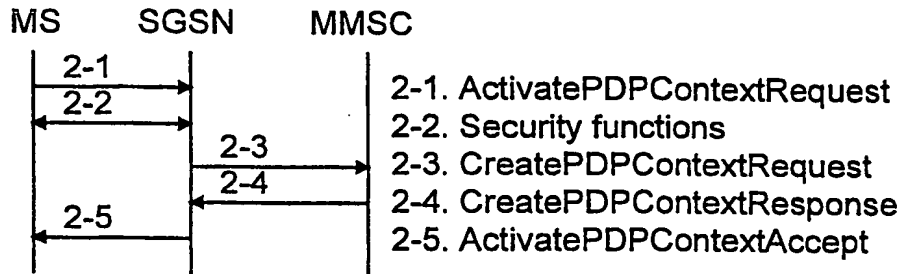 MS SGSN MMSC
2-1
2-2
2-3
2-4
2-5
2-1. ActivatePDPContextRequest
2-2. Security functions
2-3. CreatePDPContextRequest
2-4. CreatePDPContextResponse
2-5. ActivatePDPContextAccept